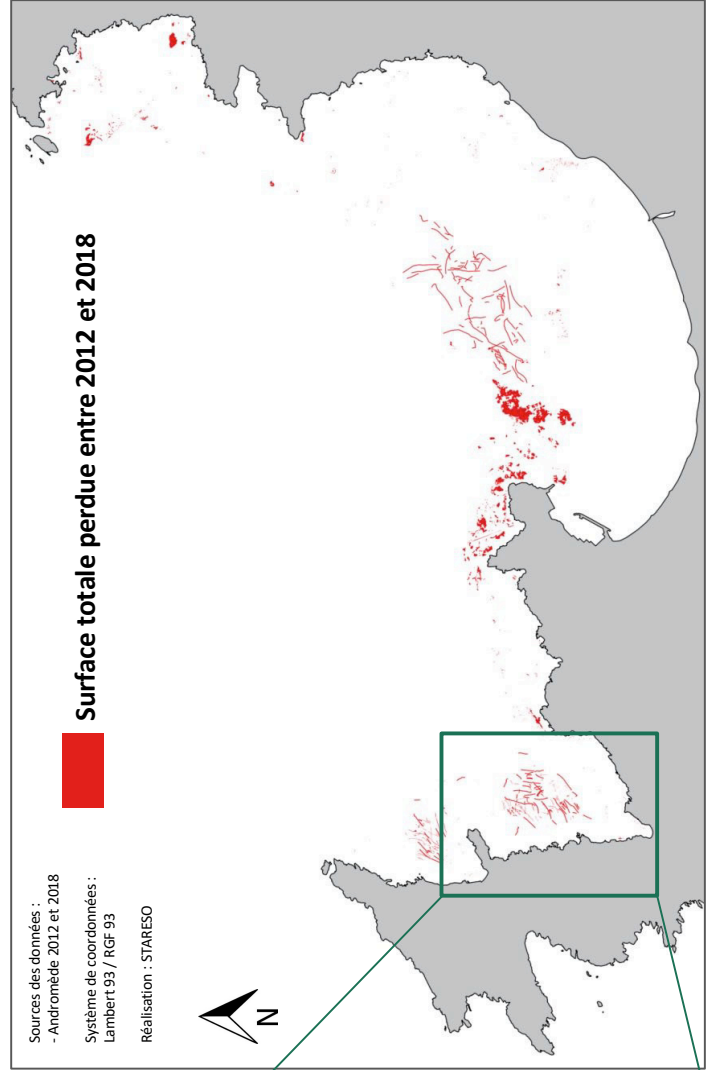 Surface totale perdue entre 2012 et 2018
Sources des données :
- Andromède 2012 et 2018
Système de coordonnées :
Lambert 93 / RGF 93
Réalisation : STARESO
N